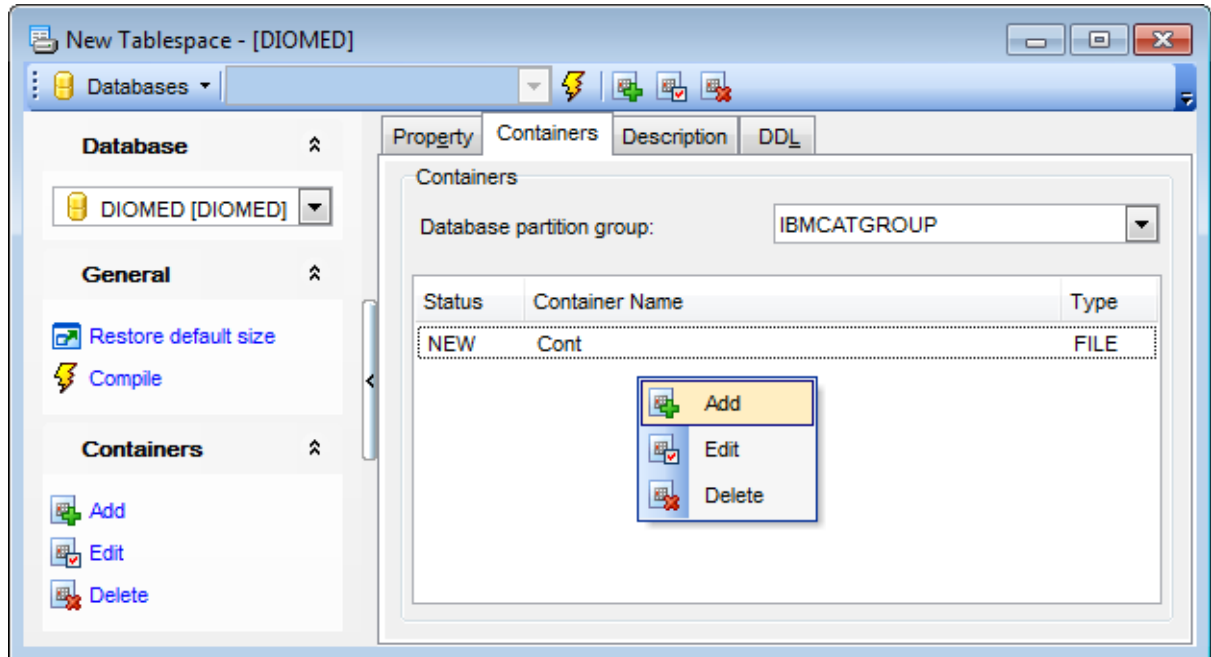 New Tablespace - [DIOMED]
Databases
Database
DIOMED [DIOMED]
General
Restore default size
Compile
Containers
Add
Edit
Delete
Property Containers Description DDL
Containers
Database partition group: IBMCATGROUP
Status Container Name Type
NEW Cont FILE
Add
Edit
Delete